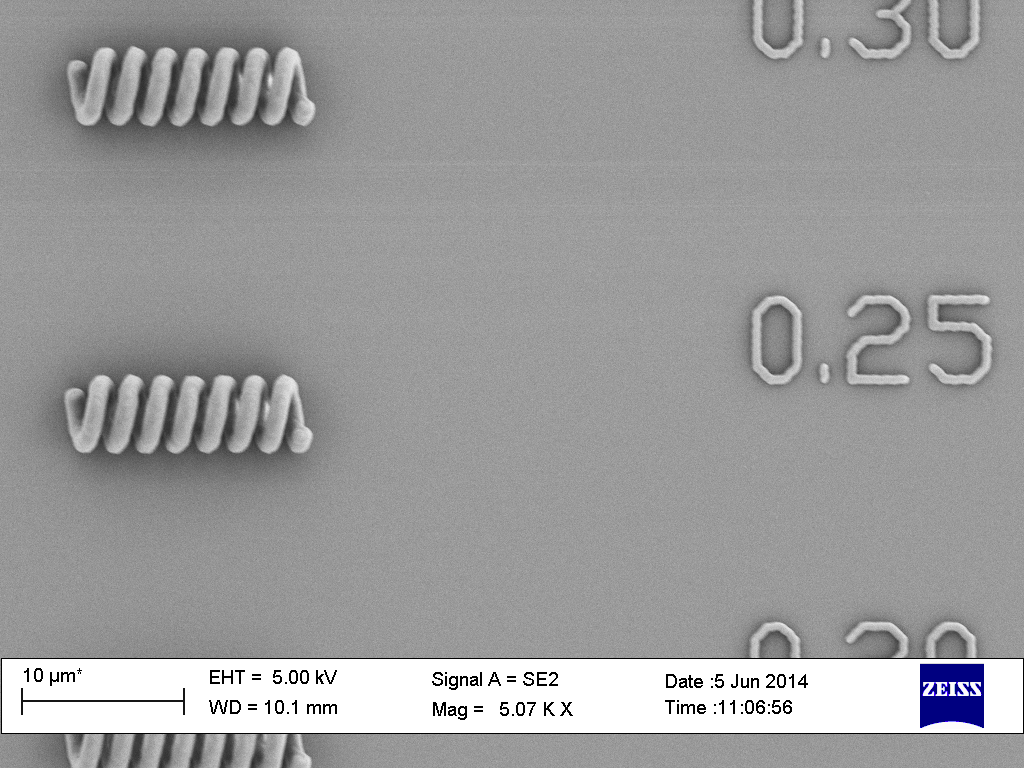 0.30
0.25
0.20
10 µm*
EHT = 5.00 kV
Signal A = SE2
Date :5 Jun 2014
ZEISS
WD = 10.1 mm
Mag = 5.07 K X
Time :11:06:56